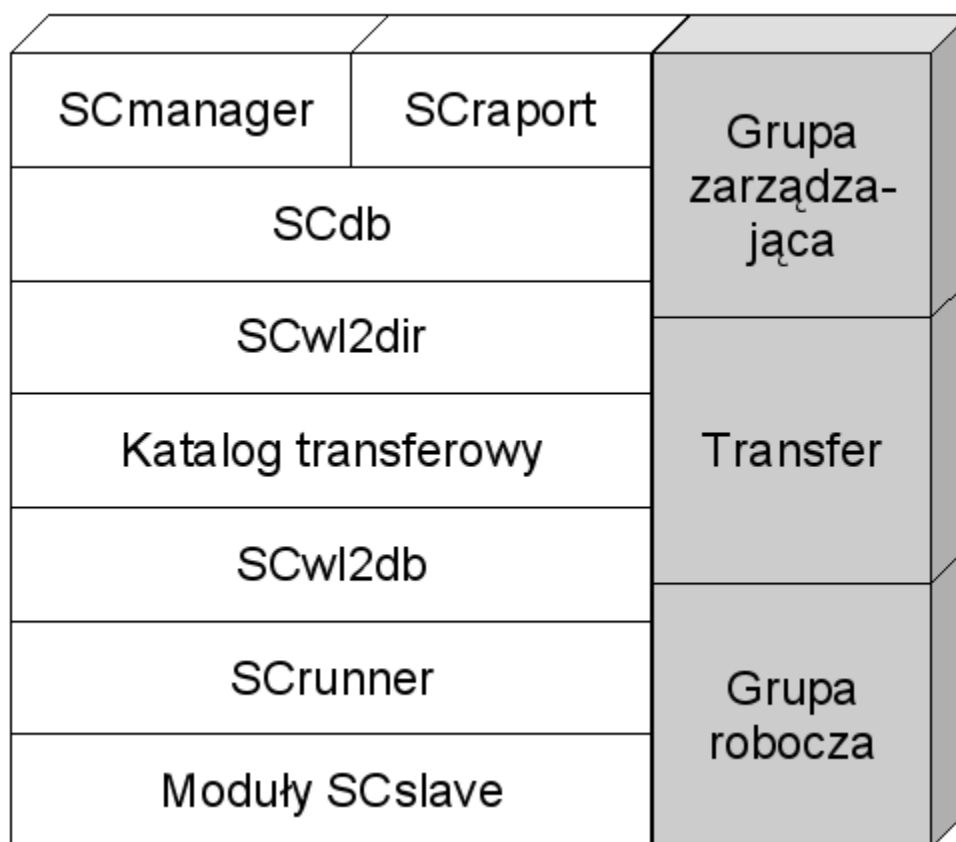 SCmanager
SCraport
Grupa
zarządza-
jąca
SCdb
SCwl2dir
Katalog transferowy
Transfer
SCwl2db
SCrunner
Grupa
robocza
Moduły SCslave